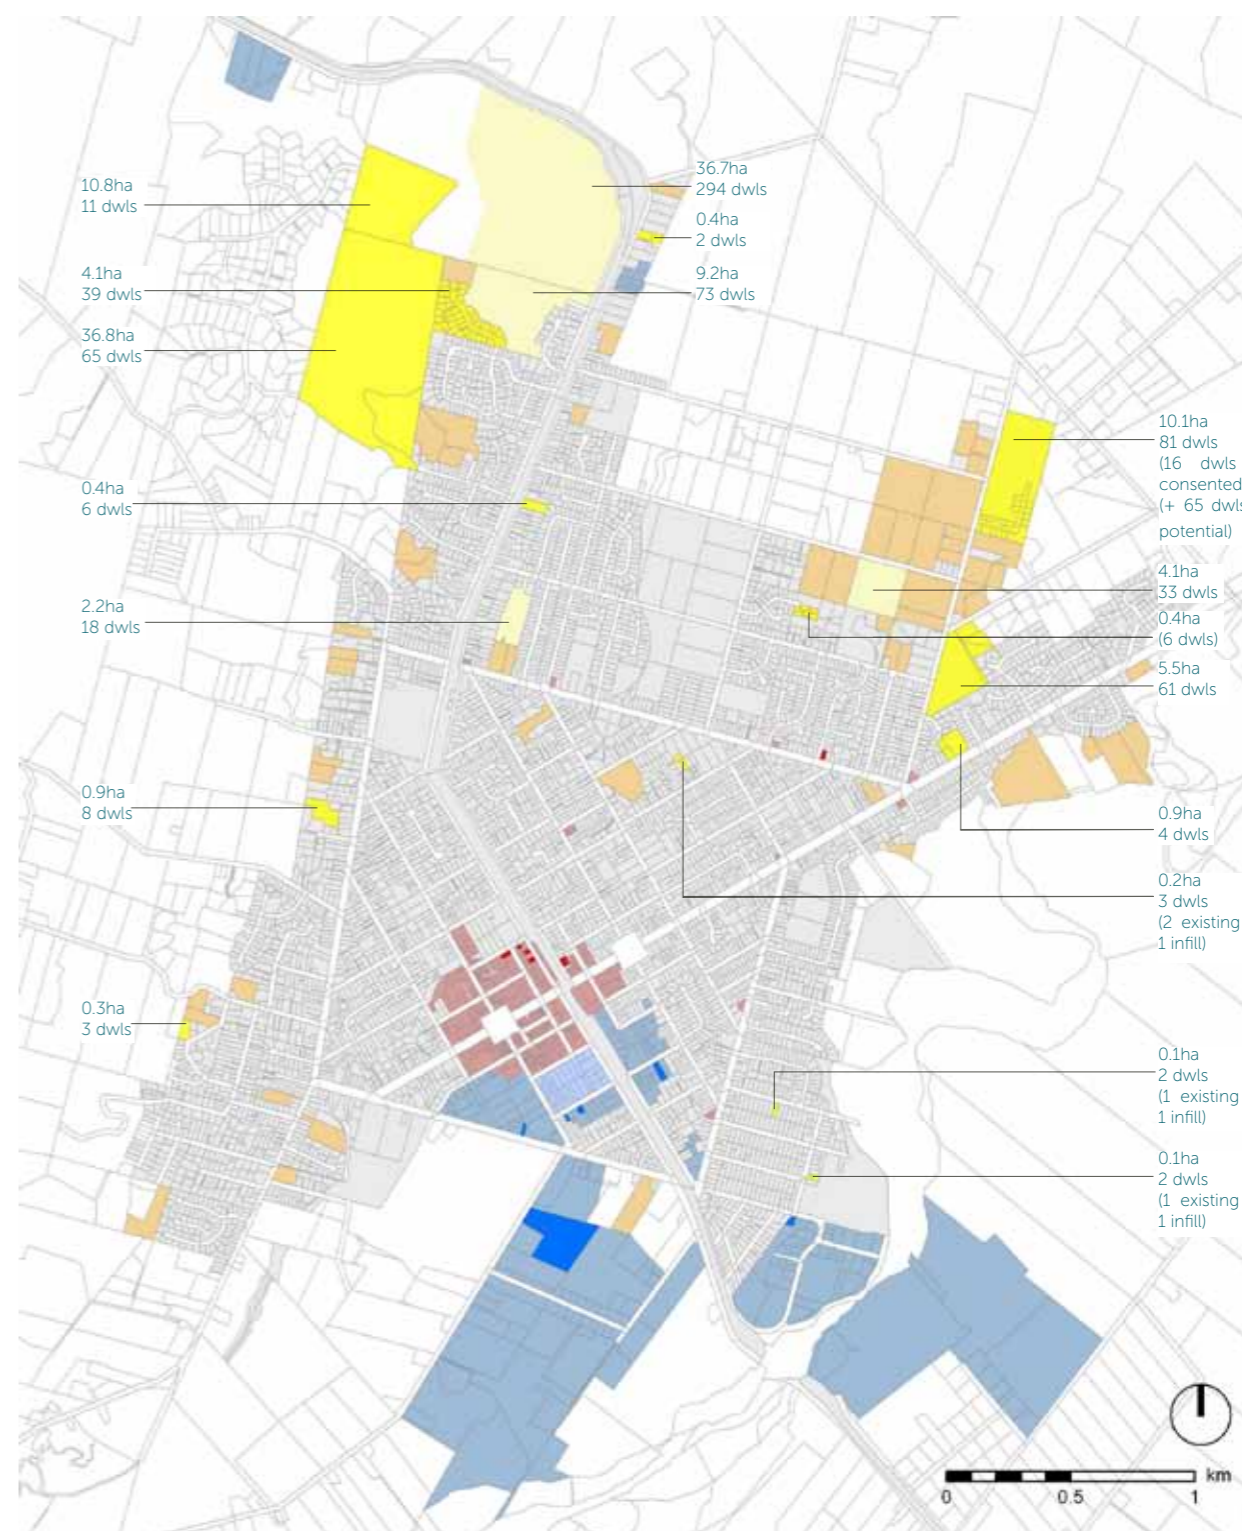 10.8ha
11 dwls
4.1ha
39 dwls
36.8ha
65 dwls
0.4ha
6 dwls
2.2ha
18 dwls
0.9ha
8 dwls
0.3ha
3 dwls
36.7ha
294 dwls
0.4ha
2 dwls
9.2ha
73 dwls
10.1ha
81 dwls
(16 dwls
consented
(+ 65 dwls
potential)
4.1ha
33 dwls
0.4ha
(6 dwls)
5.5ha
61 dwls
0.9ha
4 dwls
0.2ha
3 dwls
(2 existing
1 infill)
0.1ha
2 dwls
(1 existing
1 infill)
0.1ha
2 dwls
(1 existing
1 infill)
km
0 0.5 1